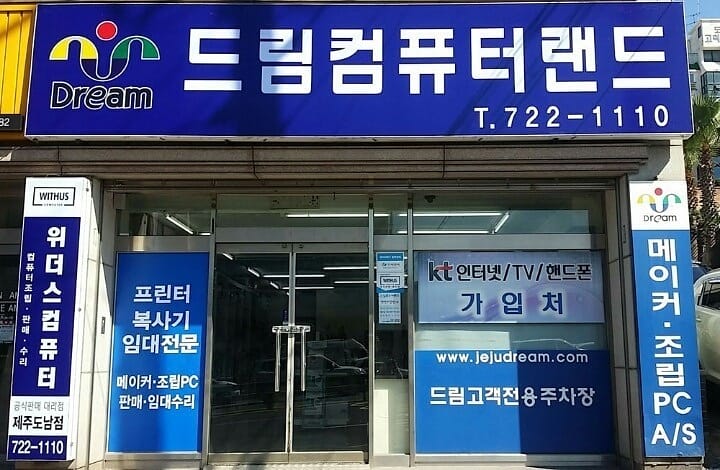 Dream
드림컴퓨터랜드
T.722-1110
82
WITHUS
COMPUTER
위더스컴퓨터
컴퓨터조립·판매·수리
공식판매 대리점
제주도남점
722-1110
프린터
복사기
임대전문
메이커·조립PC
판매·임대수리
WITHUS
kt 인터넷/TV/핸드폰
가입처
www.jejudream.com
드림고객전용주차장
Dream
메이커·조립
PC
A/S